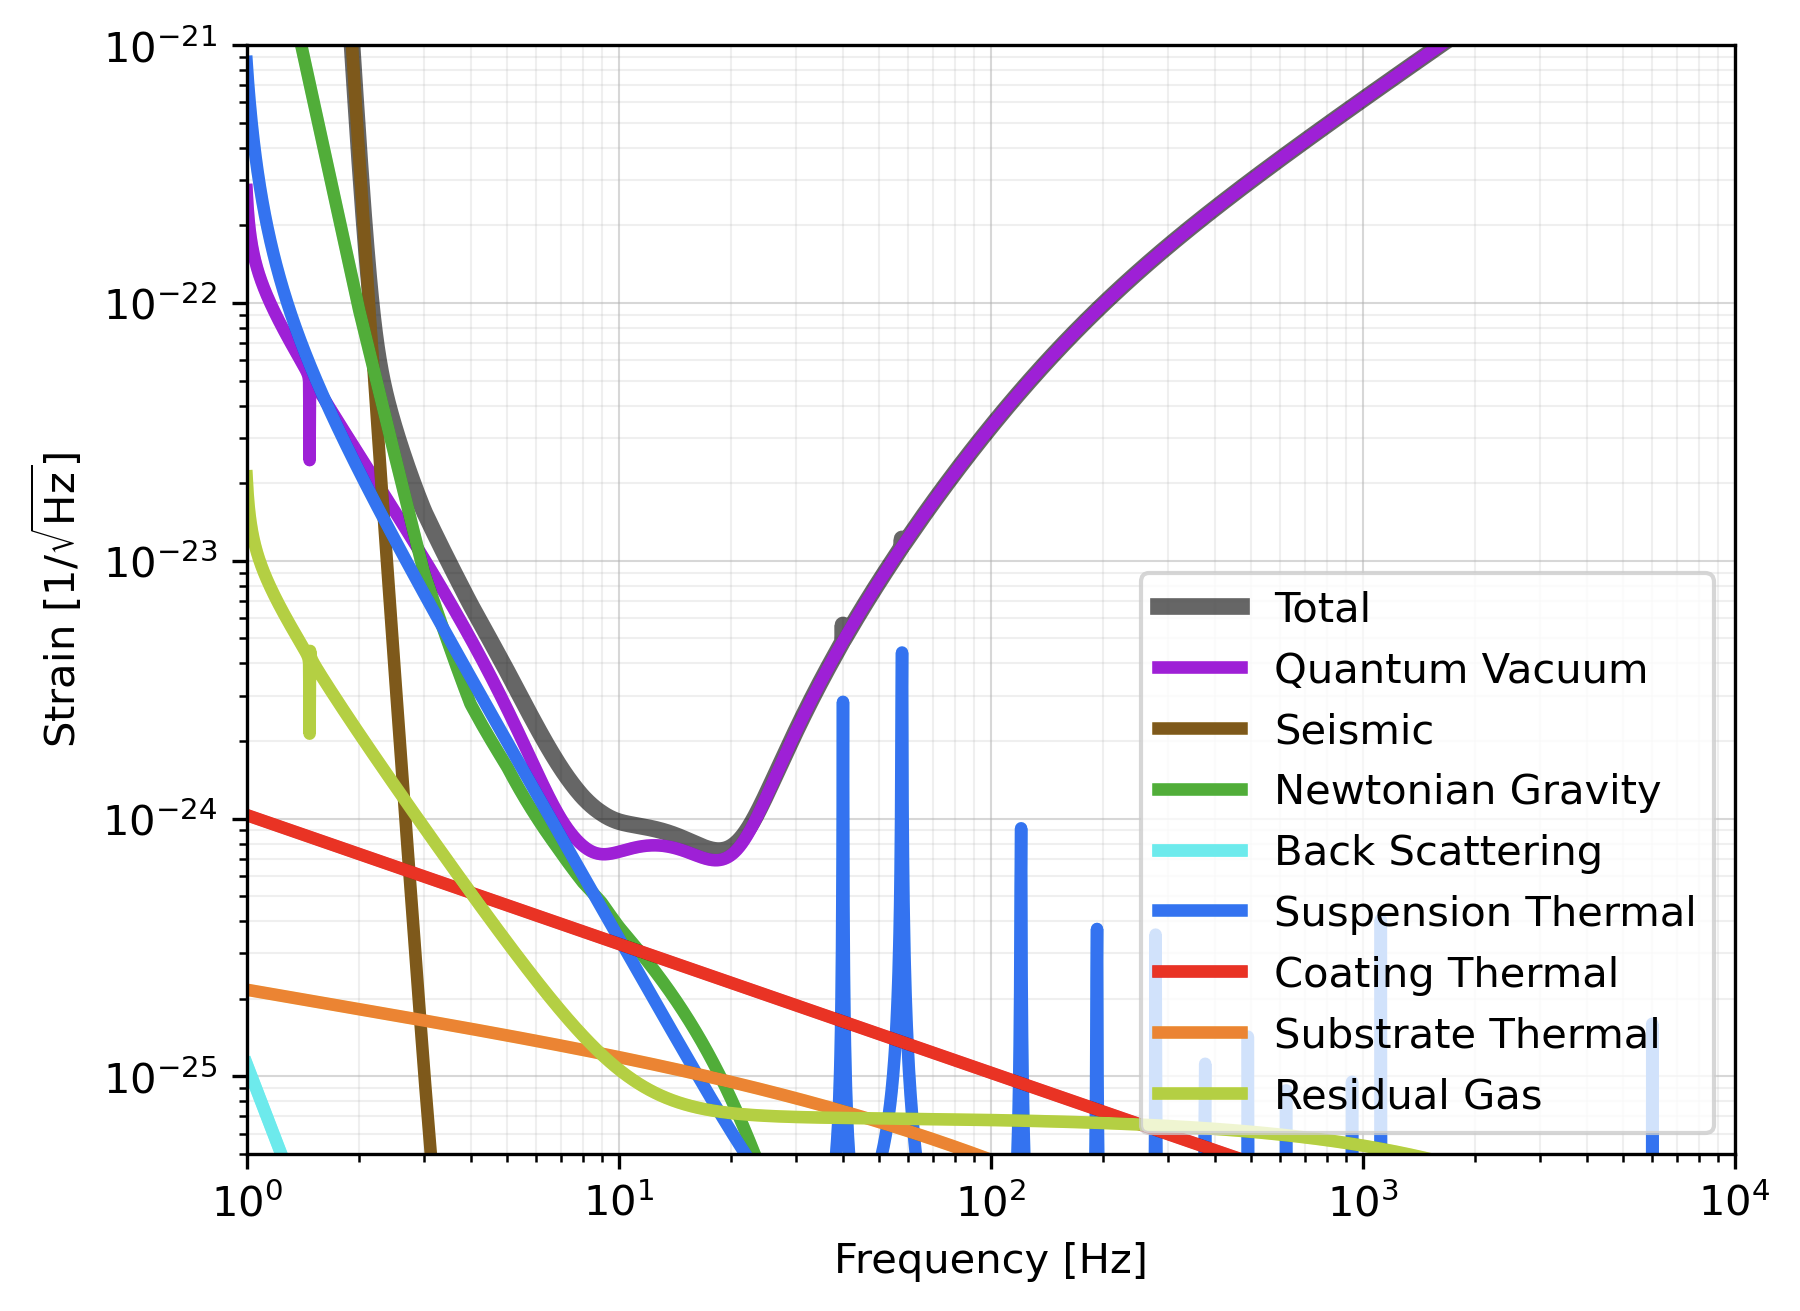 10⁻²¹
10⁻²²
10⁻²³
10⁻²⁴
10⁻²⁵
Strain [1/√Hz]
Total
Quantum Vacuum
Seismic
Newtonian Gravity
Back Scattering
Suspension Thermal
Coating Thermal
Substrate Thermal
Residual Gas
10⁰ 10¹ 10² 10³ 10⁴
Frequency [Hz]